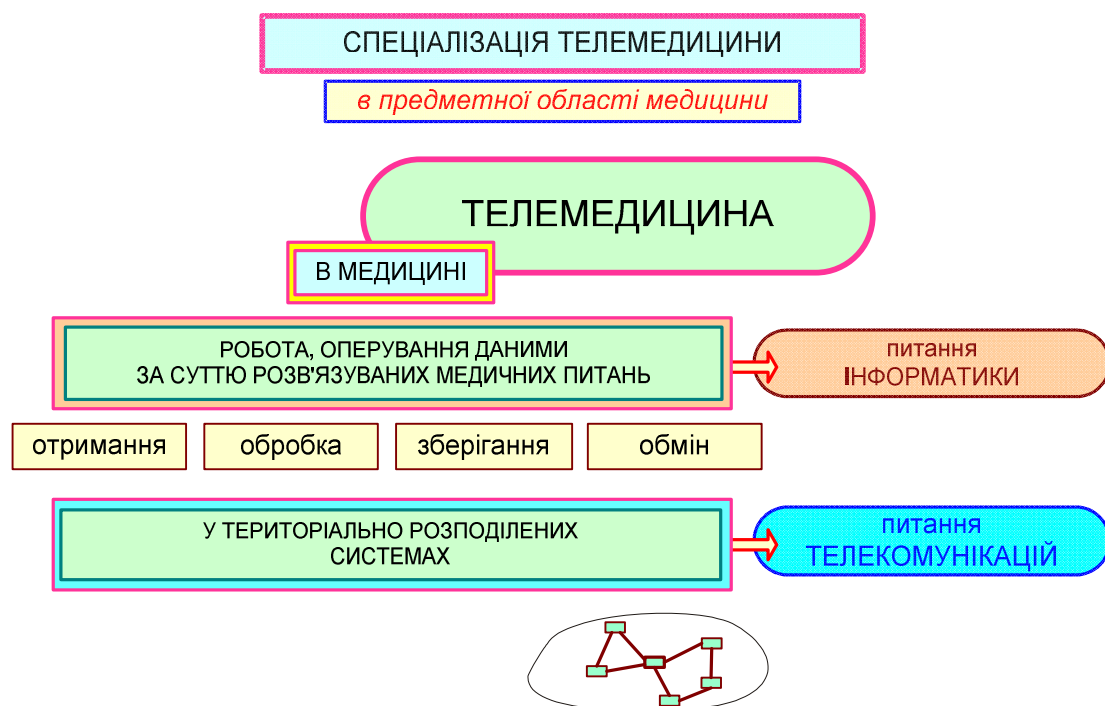 СПЕЦІАЛІЗАЦІЯ ТЕЛЕМЕДИЦИНИ
в предметної області медицини
ТЕЛЕМЕДИЦИНА
В МЕДИЦИНІ
РОБОТА, ОПЕРУВАННЯ ДАНИМИ
ЗА СУТТЮ РОЗВ'ЯЗУВАНИХ МЕДИЧНИХ ПИТАНЬ
питання
ІНФОРМАТИКИ
отримання
обробка
зберігання
обмін
У ТЕРИТОРІАЛЬНО РОЗПОДІЛЕНИХ
СИСТЕМАХ
питання
ТЕЛЕКОМУНІКАЦІЙ